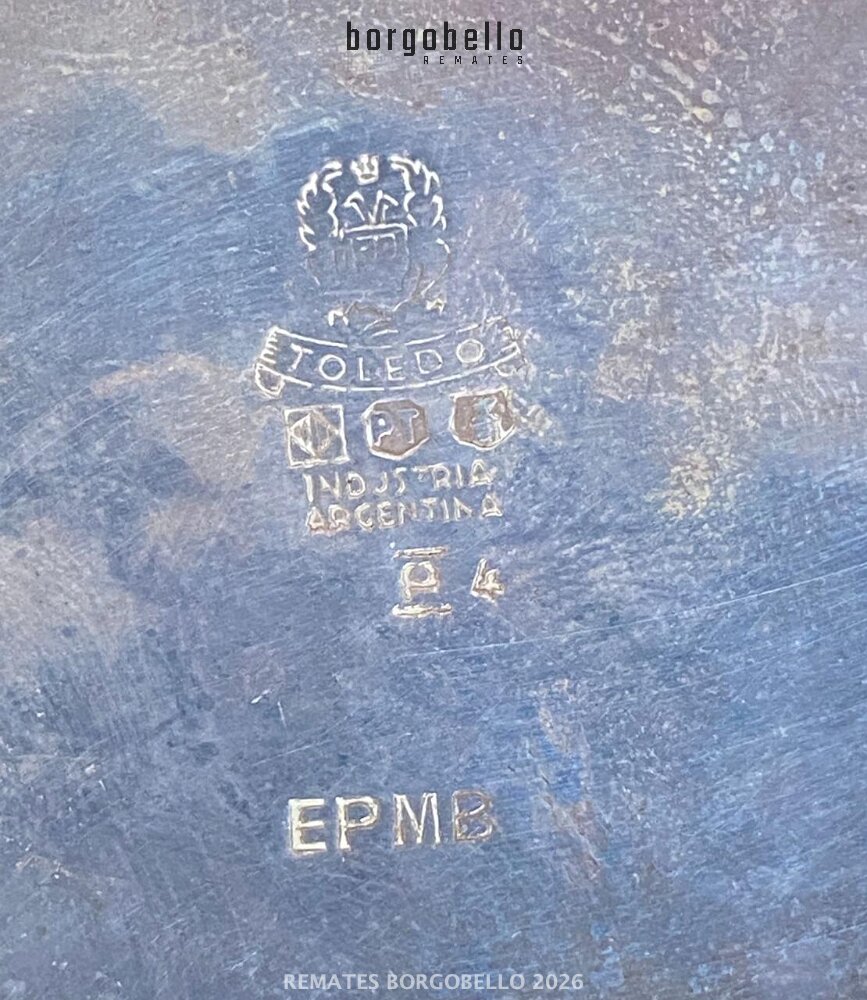 borgobello
REMATES
TOLEDO
PT
INDUSTRIA
ARGENTINA
P 4
EPMB
REMATES BORGOBELLO 2026